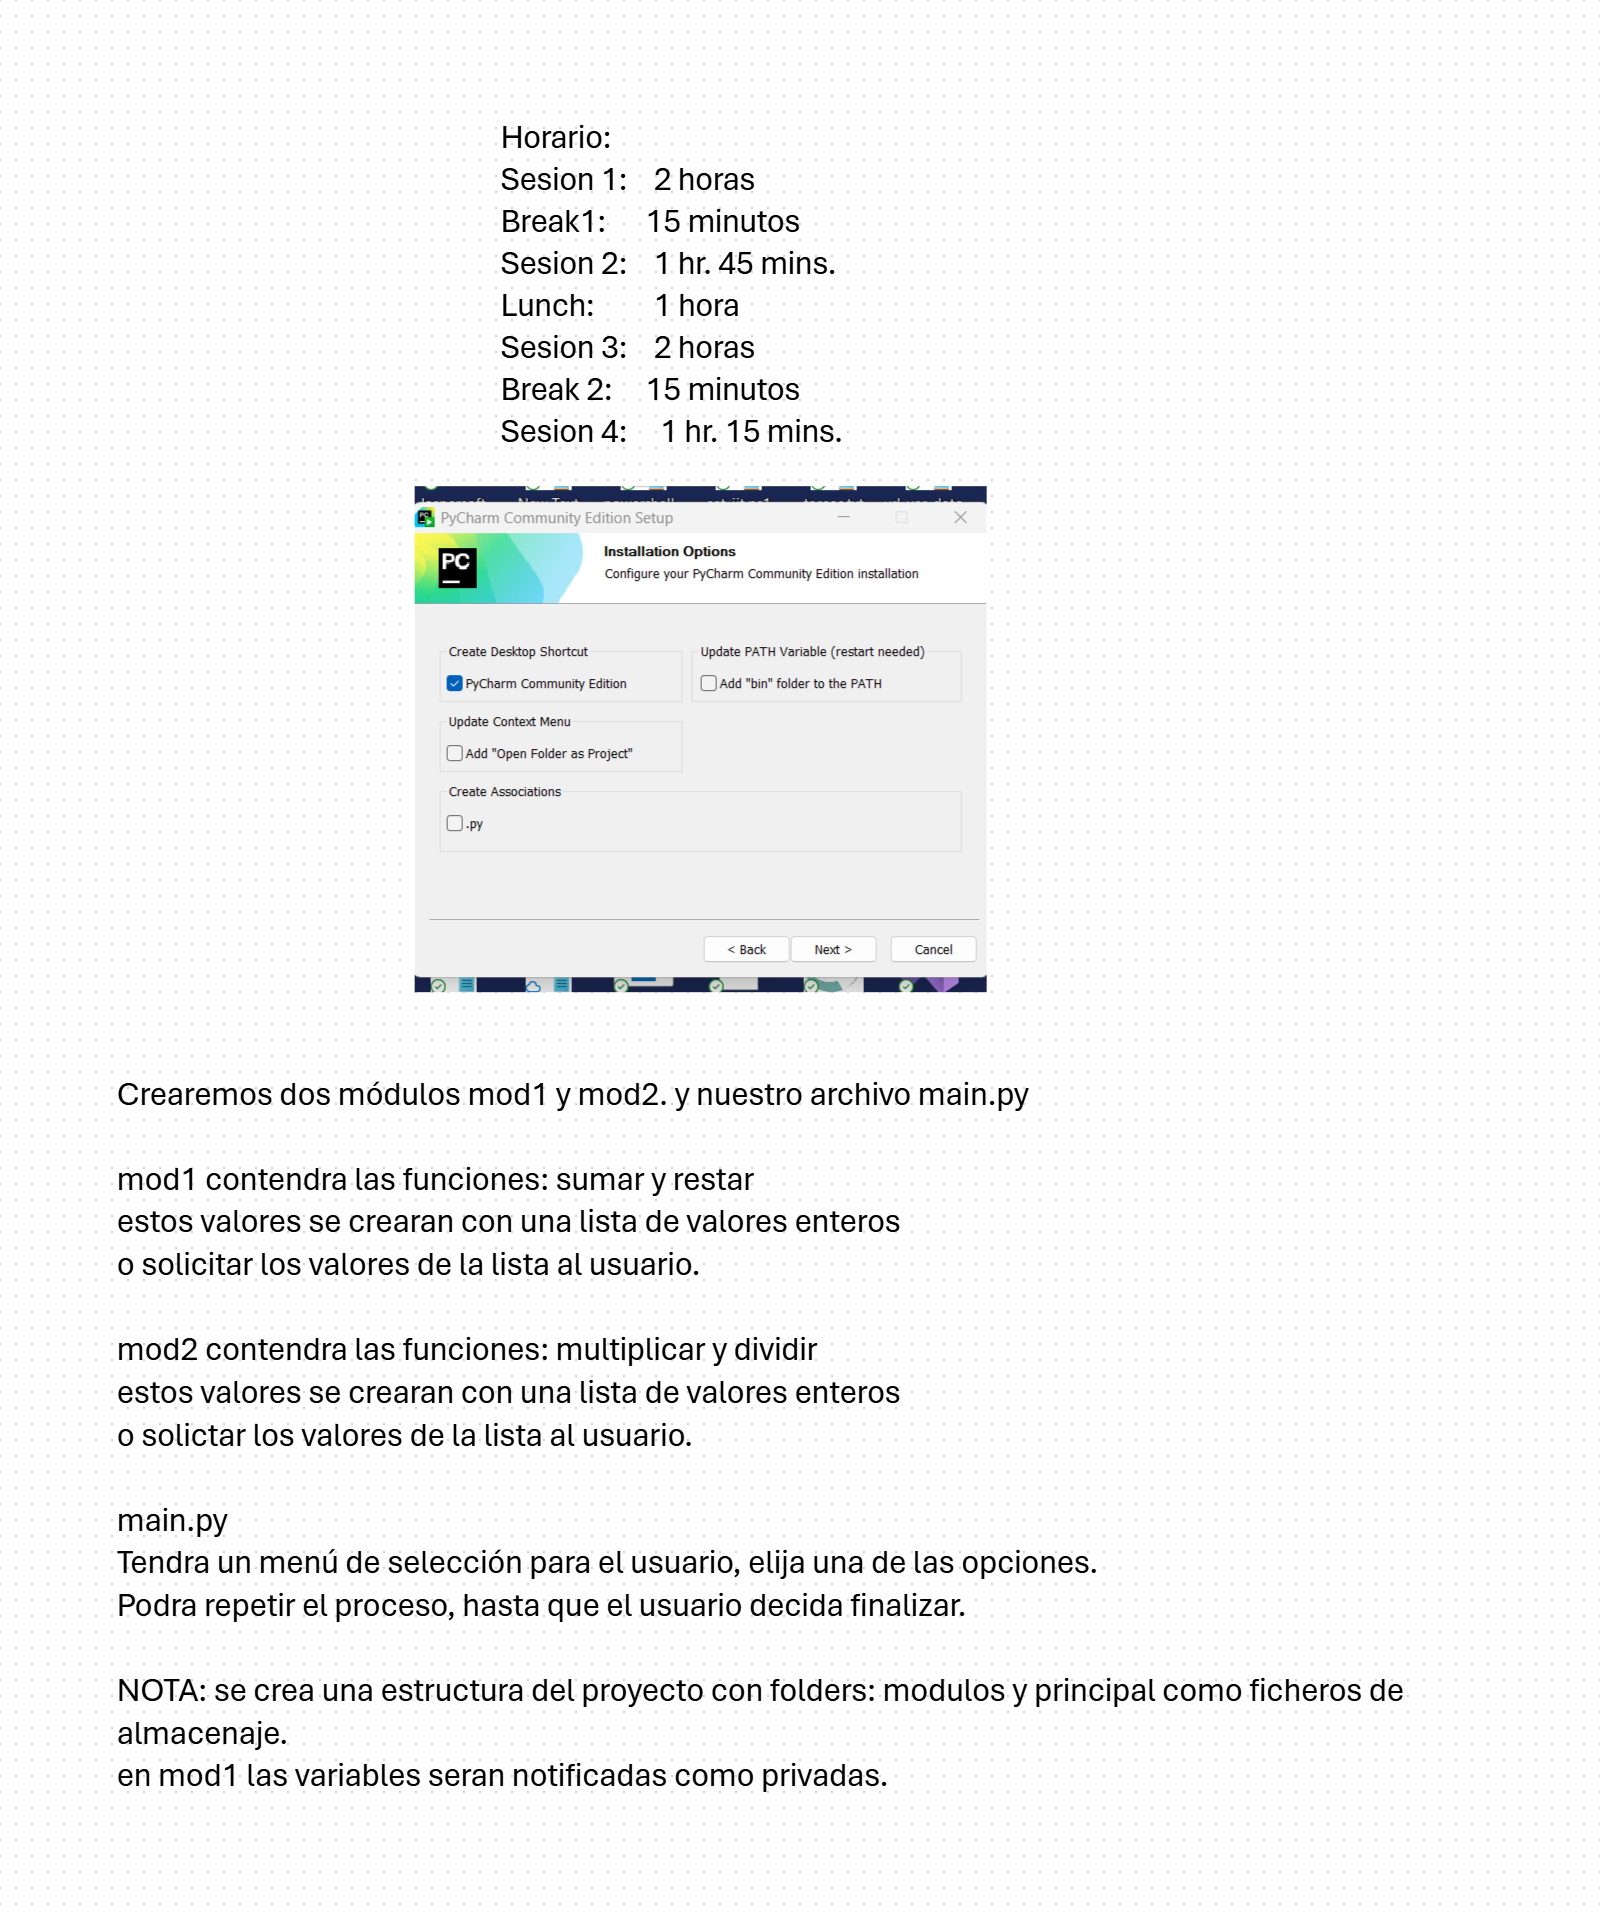 Horario:
Sesion 1: 2 horas
Break1: 15 minutos
Sesion 2: 1 hr. 45 mins.
Lunch: 1 hora
Sesion 3: 2 horas
Break 2: 15 minutos
Sesion 4: 1 hr. 15 mins.
PyCharm Community Edition Setup
PC
Installation Options
Configure your PyCharm Community Edition installation
Create Desktop Shortcut
Update PATH Variable (restart needed)
PyCharm Community Edition
Add "bin" folder to the PATH
Update Context Menu
Add "Open Folder as Project"
Create Associations
.py
< Back
Next >
Cancel
Crearemos dos módulos mod1 y mod2. y nuestro archivo main.py
mod1 contendra las funciones: sumar y restar
estos valores se crearan con una lista de valores enteros
o solicitar los valores de la lista al usuario.
mod2 contendra las funciones: multiplicar y dividir
estos valores se crearan con una lista de valores enteros
o solictar los valores de la lista al usuario.
main.py
Tendra un menú de selección para el usuario, elija una de las opciones.
Podra repetir el proceso, hasta que el usuario decida finalizar.
NOTA: se crea una estructura del proyecto con folders: modulos y principal como ficheros de
almacenaje.
en mod1 las variables seran notificadas como privadas.